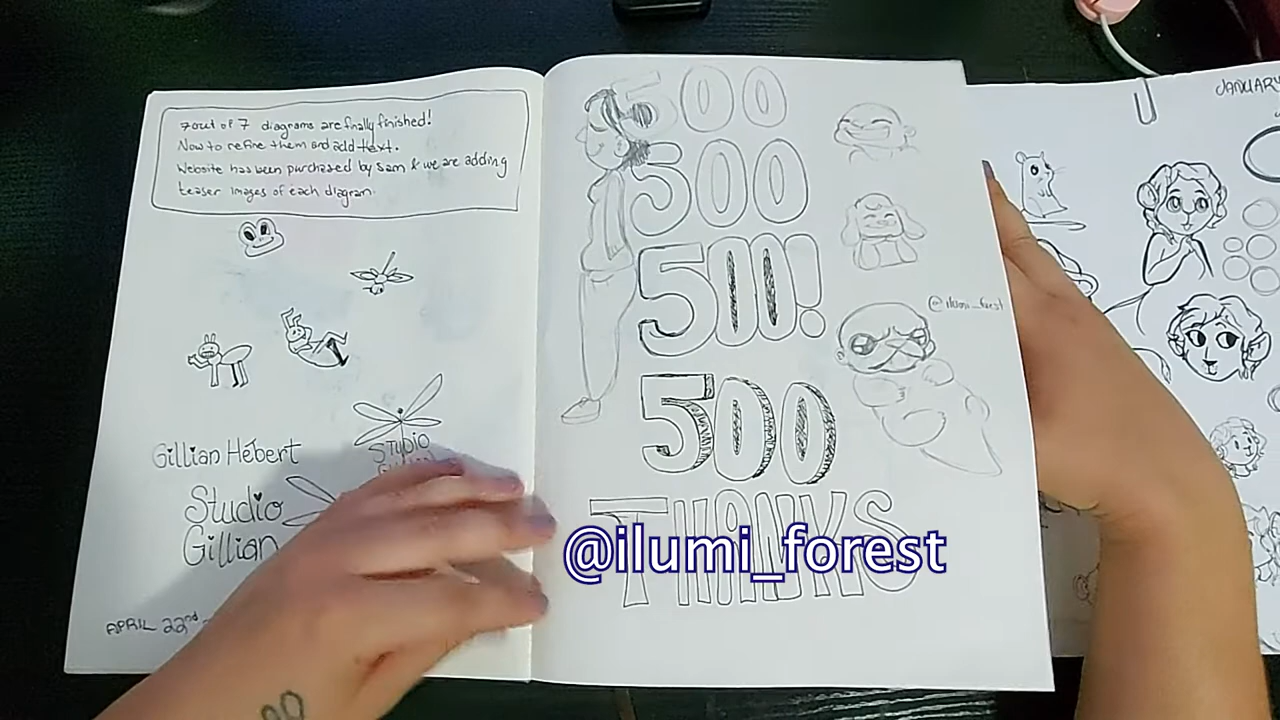 7 out of 7 diagrams are finally finished!
Now to refine them and add text.
Website has been purchased by Sam & we are adding
teaser images of each diagram.
Gillian Hébert
STUDIO
Studio
Gillian
APRIL 22nd
500
500
500!
500
THANKS
@ilumi_forest
@ilumi_forest
JANUARY